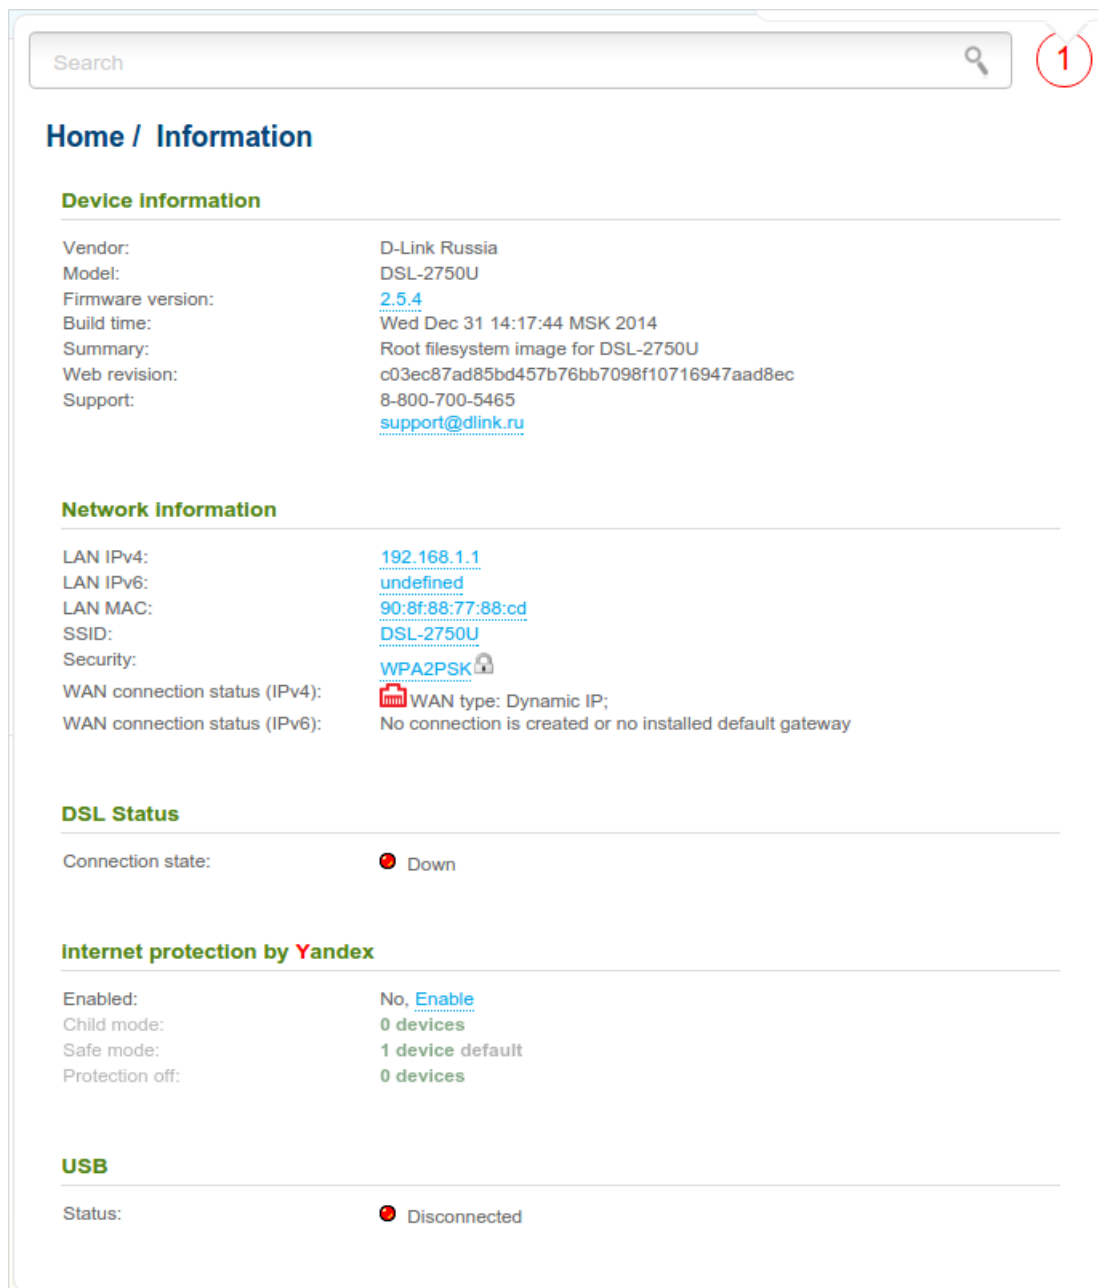 Search
1
Home / Information
Device information
Vendor: D-Link Russia
Model: DSL-2750U
Firmware version: 2.5.4
Build time: Wed Dec 31 14:17:44 MSK 2014
Summary: Root filesystem image for DSL-2750U
Web revision: c03ec87ad85bd457b76bb7098f10716947aad8ec
Support: 8-800-700-5465
support@dlink.ru
Network information
LAN IPv4: 192.168.1.1
LAN IPv6: undefined
LAN MAC: 90:8f:88:77:88:cd
SSID: DSL-2750U
Security: WPA2PSK
WAN connection status (IPv4): WAN type: Dynamic IP;
WAN connection status (IPv6): No connection is created or no installed default gateway
DSL Status
Connection state: Down
internet protection by Yandex
Enabled: No, Enable
Child mode: 0 devices
Safe mode: 1 device default
Protection off: 0 devices
USB
Status: Disconnected